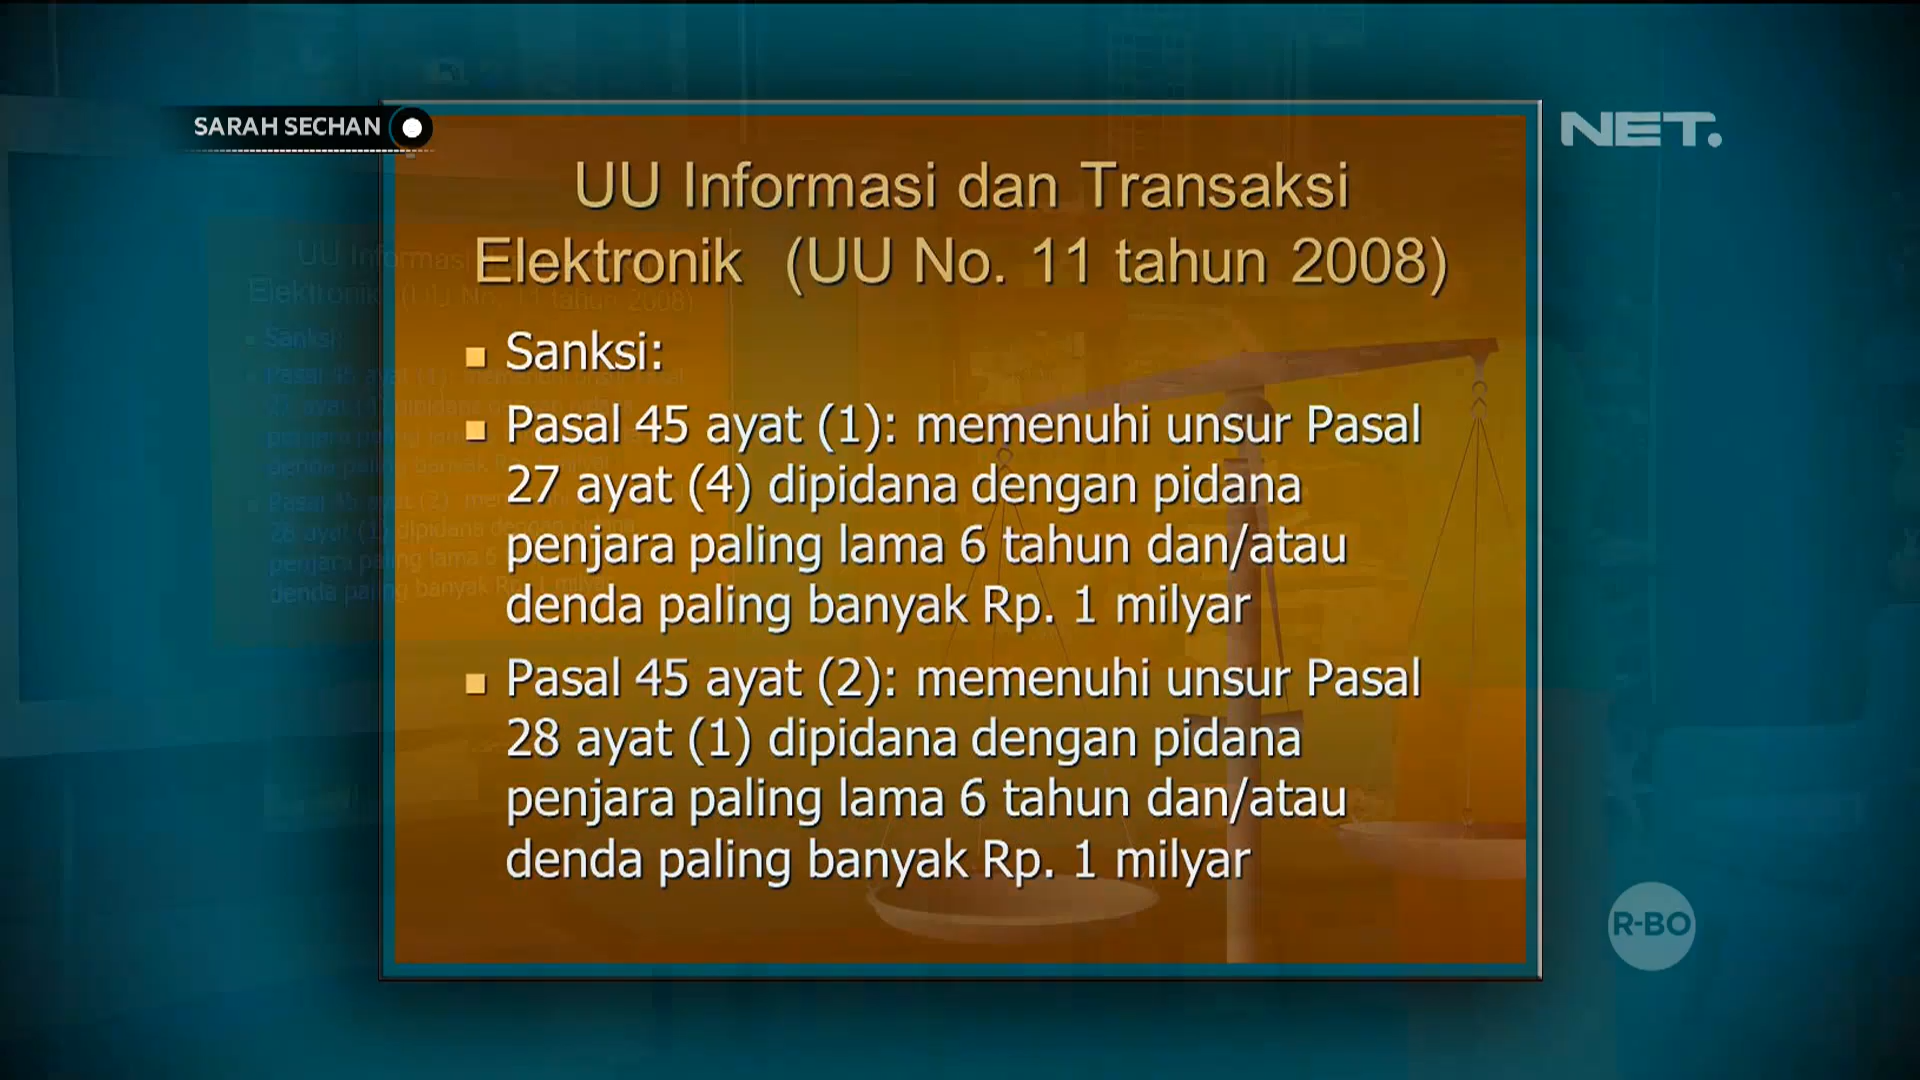 SARAH SECHAN
NET.
UU Informasi dan Transaksi
Elektronik (UU No. 11 tahun 2008)
Sanksi:
Pasal 45 ayat (1): memenuhi unsur Pasal
27 ayat (4) dipidana dengan pidana
penjara paling lama 6 tahun dan/atau
denda paling banyak Rp. 1 milyar
Pasal 45 ayat (2): memenuhi unsur Pasal
28 ayat (1) dipidana dengan pidana
penjara paling lama 6 tahun dan/atau
denda paling banyak Rp. 1 milyar
R-BO